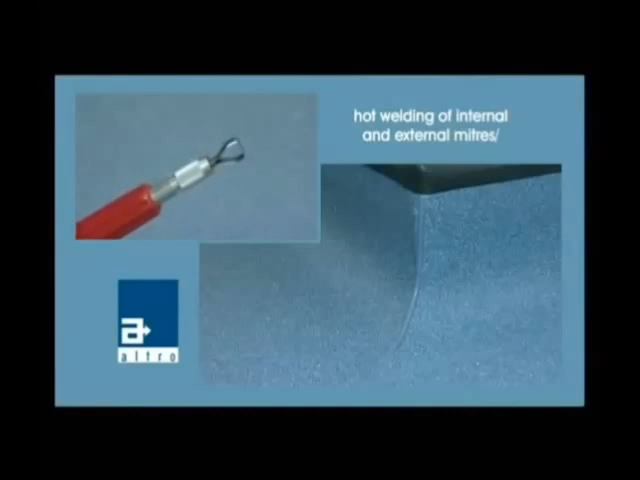 hot welding of internal
and external mitres/
a
altro